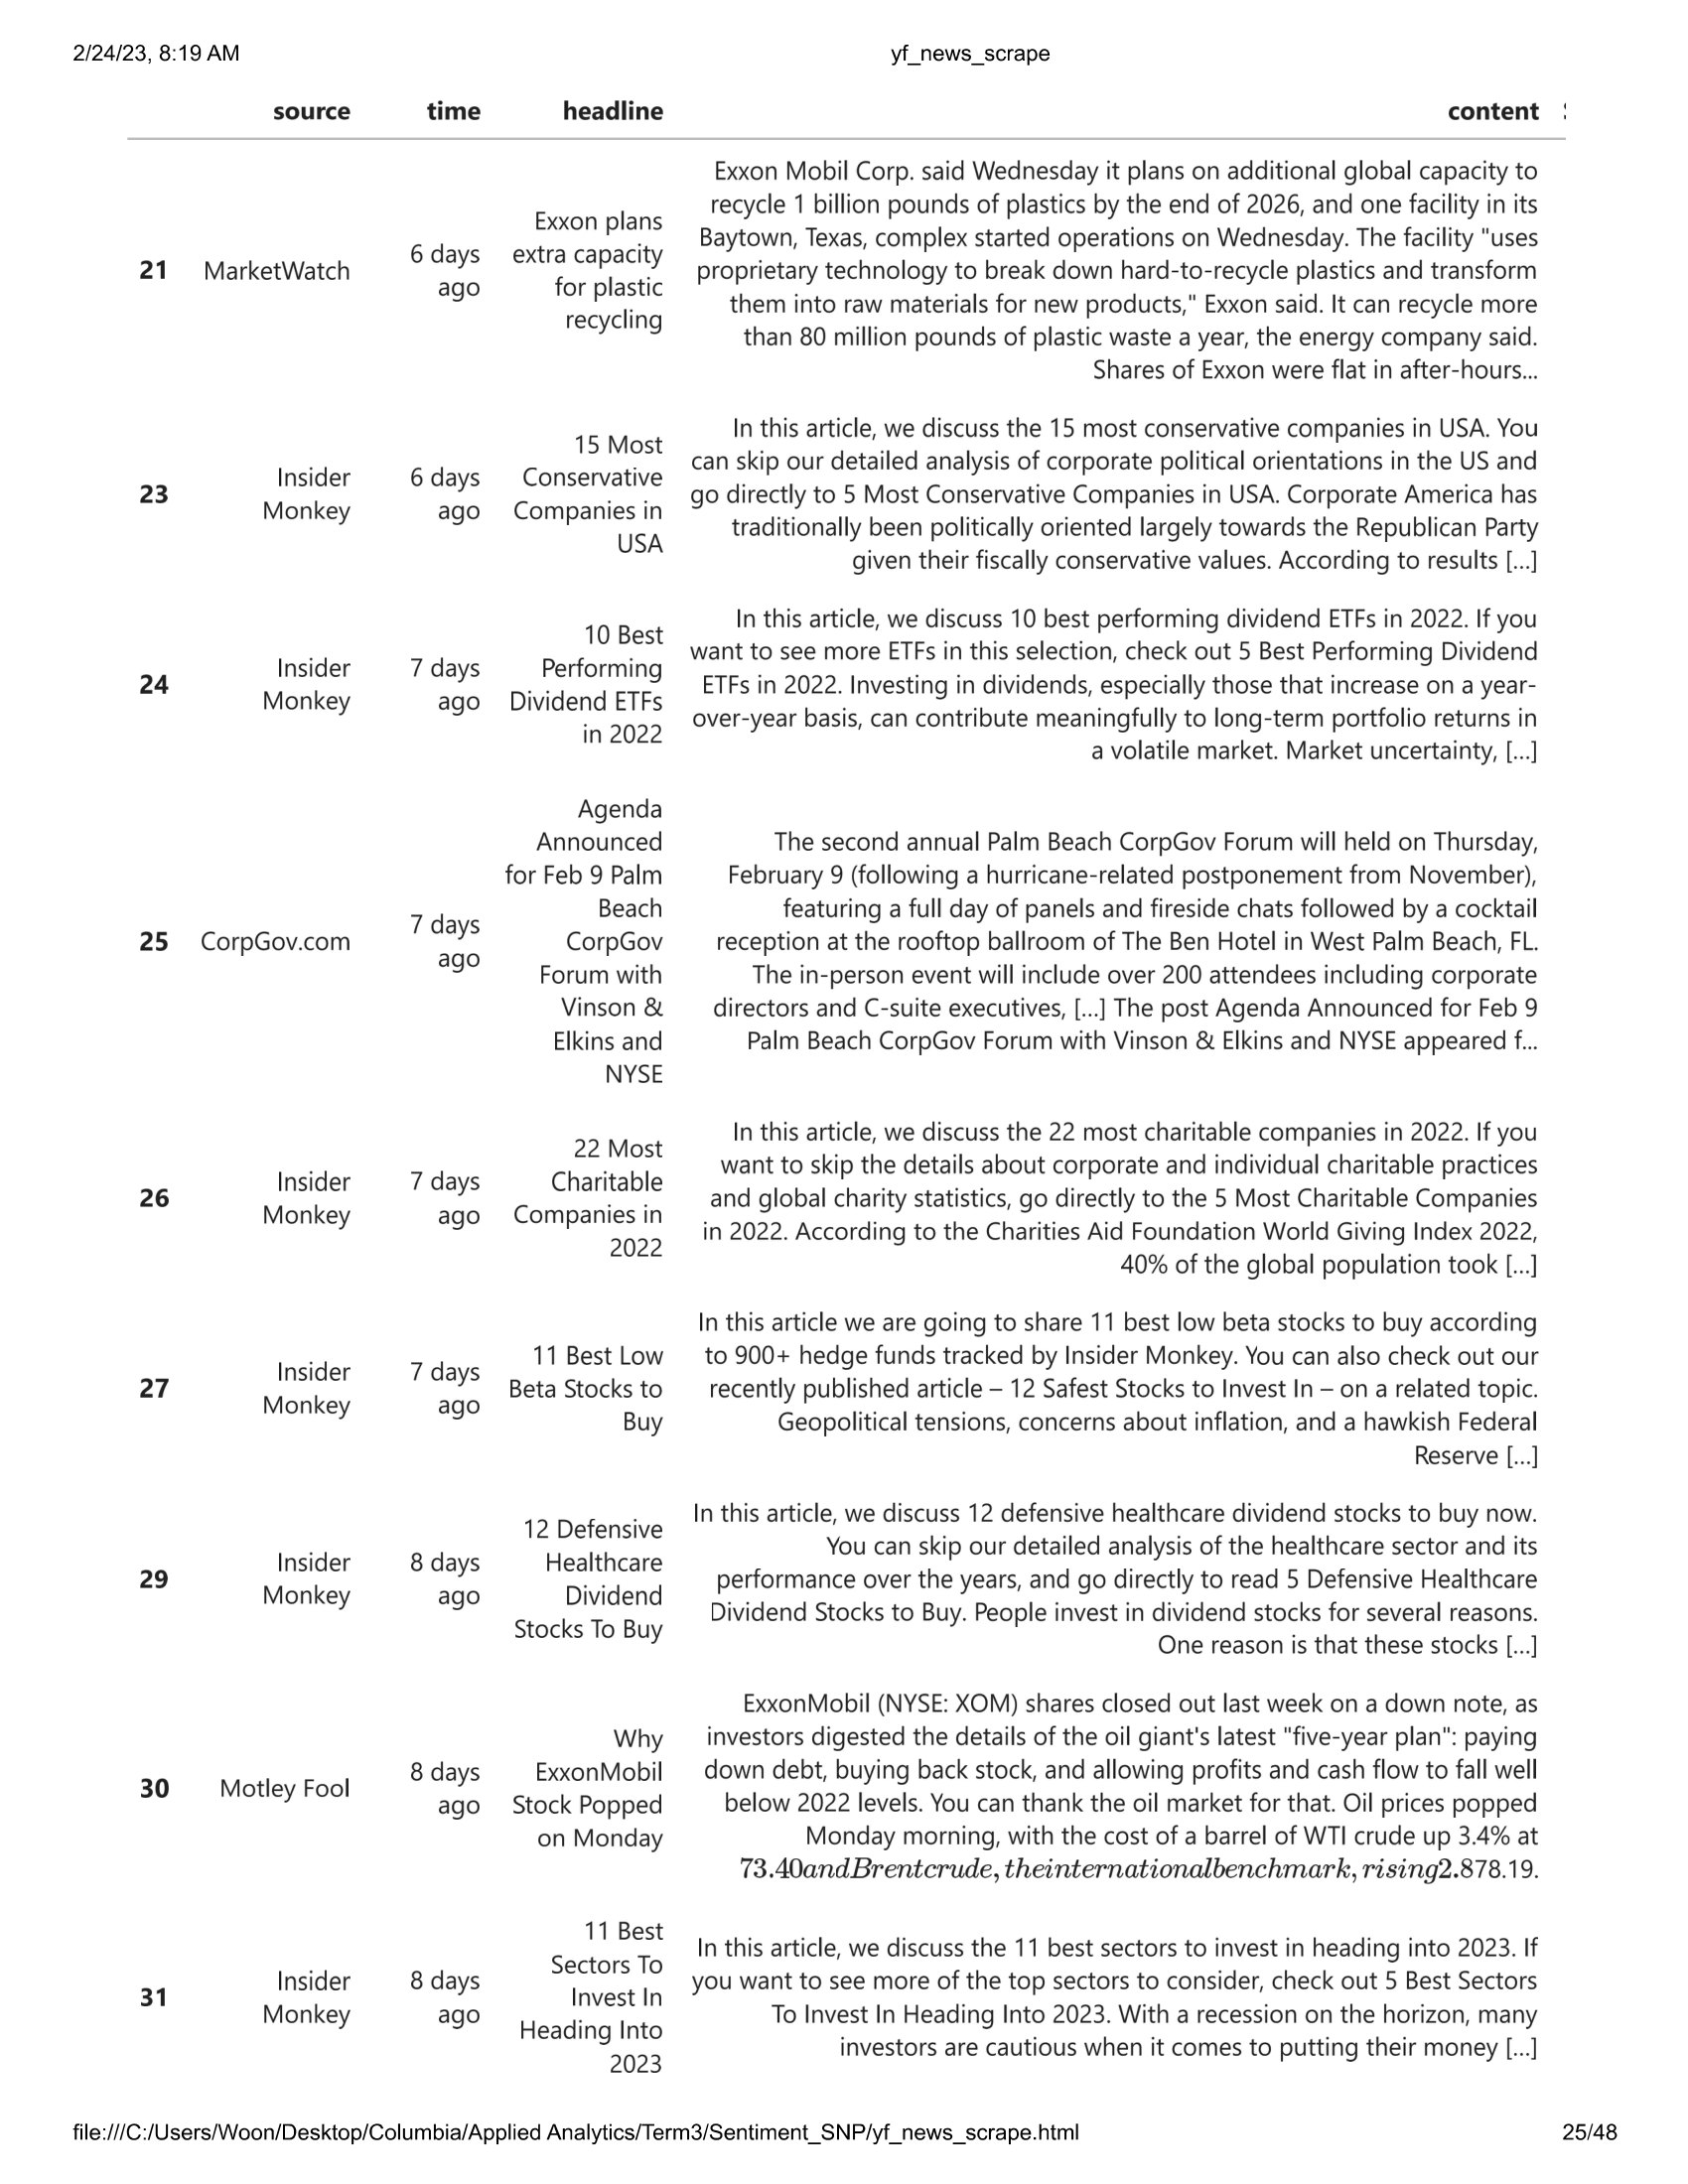 2/24/23, 8:19 AM yf_news_scrape
source time headline content
Exxon Mobil Corp. said Wednesday it plans on additional global capacity to
recycle 1 billion pounds of plastics by the end of 2026, and one facility in its
Exxon plans
Baytown, Texas, complex started operations on Wednesday. The facility "uses
6 days extra capacity
21 MarketWatch proprietary technology to break down hard-to-recycle plastics and transform
ago for plastic
them into raw materials for new products," Exxon said. It can recycle more
recycling
than 80 million pounds of plastic waste a year, the energy company said.
Shares of Exxon were flat in after-hours...
In this article, we discuss the 15 most conservative companies in USA. You
15 Most
can skip our detailed analysis of corporate political orientations in the US and
Insider 6 days Conservative
23 go directly to 5 Most Conservative Companies in USA. Corporate America has
Monkey ago Companies in
traditionally been politically oriented largely towards the Republican Party
USA
given their fiscally conservative values. According to results [...]
In this article, we discuss 10 best performing dividend ETFs in 2022. If you
10 Best
want to see more ETFs in this selection, check out 5 Best Performing Dividend
Insider 7 days Performing
24 ETFs in 2022. Investing in dividends, especially those that increase on a year-
Monkey ago Dividend ETFs
over-year basis, can contribute meaningfully to long-term portfolio returns in
in 2022
a volatile market. Market uncertainty, [...]
Agenda
Announced The second annual Palm Beach CorpGov Forum will held on Thursday,
for Feb 9 Palm February 9 (following a hurricane-related postponement from November),
Beach featuring a full day of panels and fireside chats followed by a cocktail
7 days
25 CorpGov.com CorpGov reception at the rooftop ballroom of The Ben Hotel in West Palm Beach, FL.
ago
Forum with The in-person event will include over 200 attendees including corporate
Vinson & directors and C-suite executives, [...] The post Agenda Announced for Feb 9
Elkins and Palm Beach CorpGov Forum with Vinson & Elkins and NYSE appeared f...
NYSE
In this article, we discuss the 22 most charitable companies in 2022. If you
22 Most
want to skip the details about corporate and individual charitable practices
Insider 7 days Charitable
26 and global charity statistics, go directly to the 5 Most Charitable Companies
Monkey ago Companies in
in 2022. According to the Charities Aid Foundation World Giving Index 2022,
2022
40% of the global population took [...]
In this article we are going to share 11 best low beta stocks to buy according
11 Best Low to 900+ hedge funds tracked by Insider Monkey. You can also check out our
Insider 7 days
27 Beta Stocks to recently published article – 12 Safest Stocks to Invest In – on a related topic.
Monkey ago
Buy Geopolitical tensions, concerns about inflation, and a hawkish Federal
Reserve [...]
In this article, we discuss 12 defensive healthcare dividend stocks to buy now.
12 Defensive
You can skip our detailed analysis of the healthcare sector and its
Insider 8 days Healthcare
29 performance over the years, and go directly to read 5 Defensive Healthcare
Monkey ago Dividend
Dividend Stocks to Buy. People invest in dividend stocks for several reasons.
Stocks To Buy
One reason is that these stocks [...]
ExxonMobil (NYSE: XOM) shares closed out last week on a down note, as
Why investors digested the details of the oil giant's latest "five-year plan": paying
8 days ExxonMobil down debt, buying back stock, and allowing profits and cash flow to fall well
30 Motley Fool
ago Stock Popped below 2022 levels. You can thank the oil market for that. Oil prices popped
on Monday Monday morning, with the cost of a barrel of WTI crude up 3.4% at
73.40andBrentcrude,theinternationalbenchmark,rising2.878.19.
11 Best
In this article, we discuss the 11 best sectors to invest in heading into 2023. If
Sectors To
Insider 8 days you want to see more of the top sectors to consider, check out 5 Best Sectors
31 Invest In
Monkey ago To Invest In Heading Into 2023. With a recession on the horizon, many
Heading Into
investors are cautious when it comes to putting their money [...]
2023
file:///C:/Users/Woon/Desktop/Columbia/Applied Analytics/Term3/Sentiment_SNP/yf_news_scrape.html 25/48